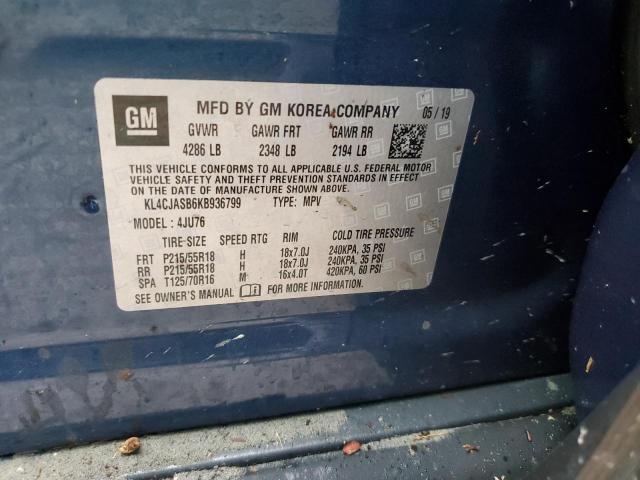 GM MFD BY GM KOREA COMPANY 05/19
GVWR GAWR FRT GAWR RR
4286 LB 2348 LB 2194 LB
THIS VEHICLE CONFORMS TO ALL APPLICABLE U.S. FEDERAL MOTOR
VEHICLE SAFETY AND THEFT PREVENTION STANDARDS IN EFFECT ON
THE DATE OF MANUFACTURE SHOWN ABOVE.
KL4CJASB6KB936799 TYPE: MPV
MODEL: 4JU76
TIRE-SIZE SPEED RTG RIM COLD TIRE PRESSURE
FRT P215/55R18 H 18x7.0J 240KPA, 35 PSI
RR P215/55R18 H 18x7.0J 240KPA, 35 PSI
SPA T125/70R16 M 16x4.0T 420KPA, 60 PSI
SEE OWNER'S MANUAL FOR MORE INFORMATION